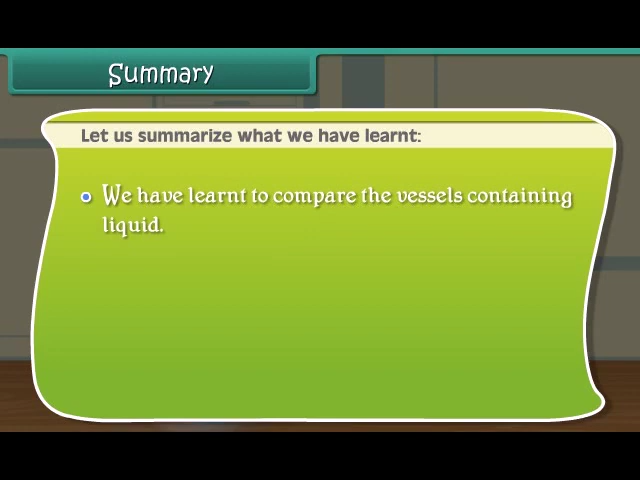 Summary
Let us summarize what we have learnt:
We have learnt to compare the vessels containing
liquid.